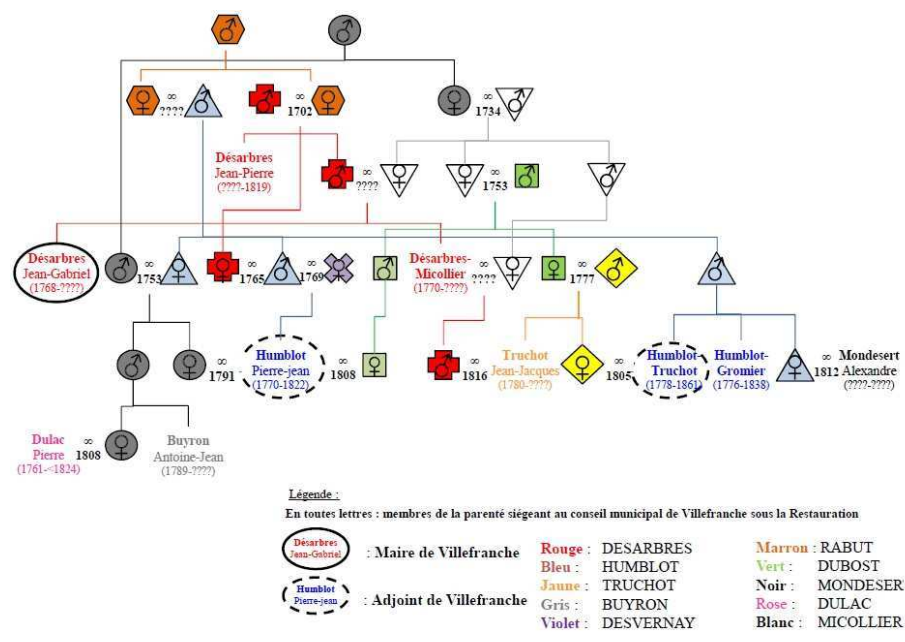 ∞
????
∞
1702
∞
1734
Désarbres
Jean-Pierre
(????-1819)
∞
????
∞
1753
Désarbres
Jean-Gabriel
(1768-????)
∞
1753
∞
1765
∞
1769
Désarbres-
Micollier
(1770-????)
∞
????
∞
1777
∞
1791
Humblot
Pierre-jean
(1770-1822)
∞
1808
∞
1816
Truchot
Jean-Jacques
(1780-????)
∞
1805
Humblot-
Truchot
(1778-1861)
Humblot-
Gromier
(1776-1838)
∞
1812
Mondesert
Alexandre
(????-????)
Dulac
Pierre
(1761-<1824)
∞
1808
Buyron
Antoine-Jean
(1789-????)
Légende :
En toutes lettres : membres de la parenté siégeant au conseil municipal de Villefranche sous la Restauration
Désarbres
Jean-Gabriel
: Maire de Villefranche
Humblot
Pierre-jean
: Adjoint de Villefranche
Rouge : DESARBRES
Bleu : HUMBLOT
Jaune : TRUCHOT
Gris : BUYRON
Violet : DESVERNAY
Marron : RABUT
Vert : DUBOST
Noir : MONDESER
Rose : DULAC
Blanc : MICOLLIER